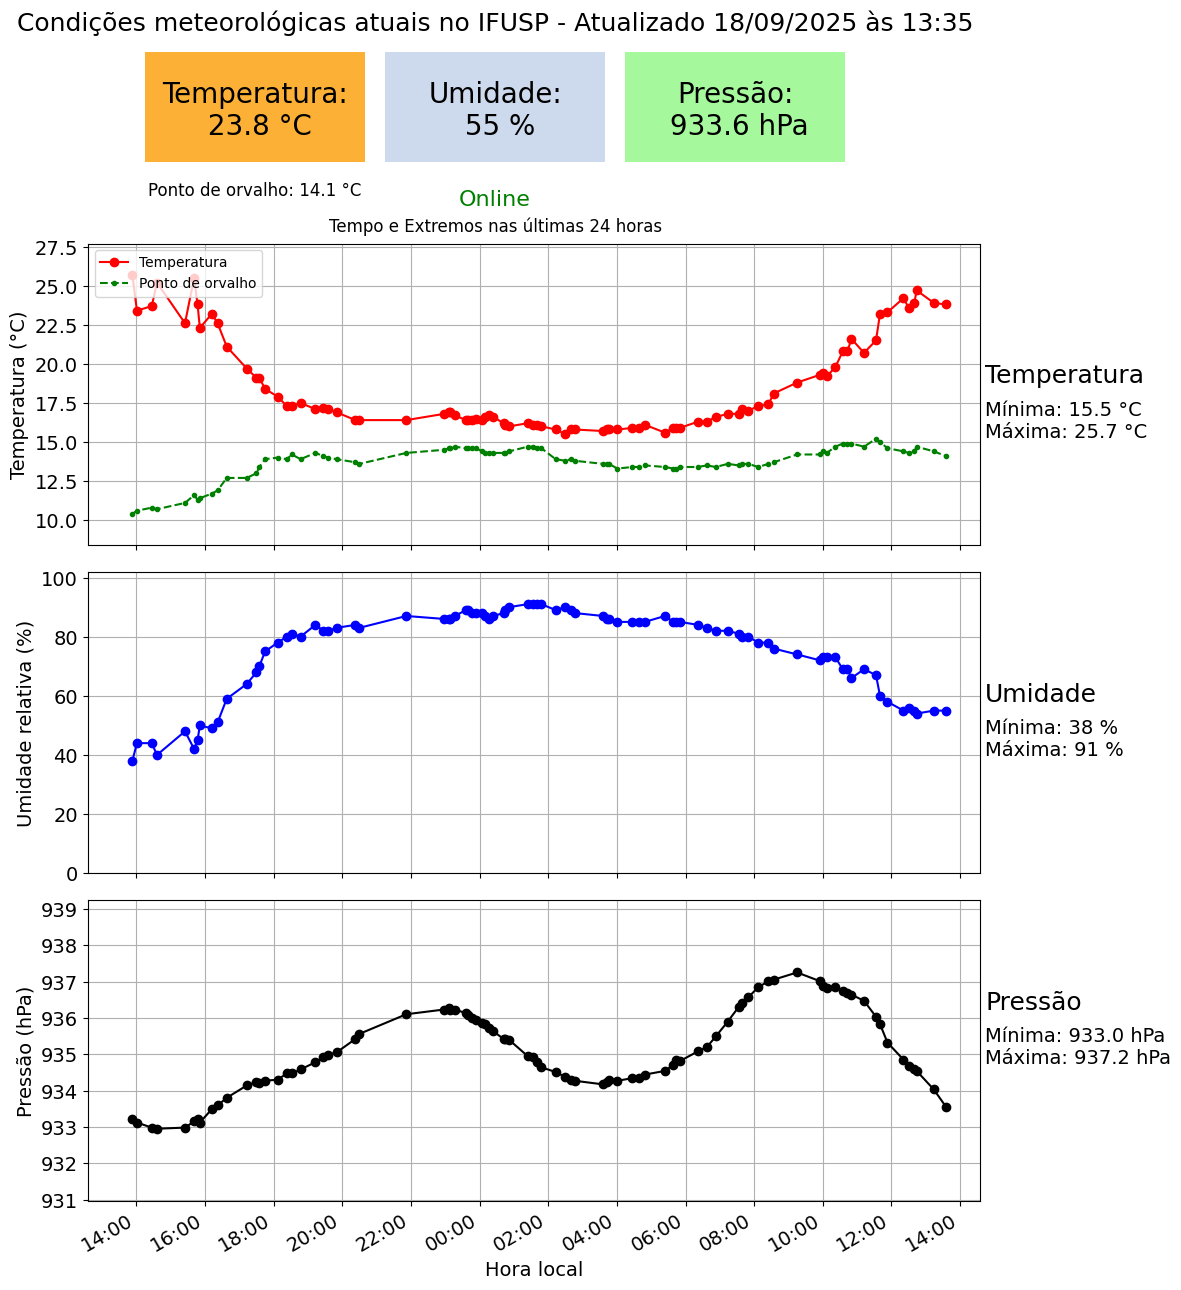 Condições meteorológicas atuais no IFUSP - Atualizado 18/09/2025 às 13:35
Temperatura:
23.8 °C
Umidade:
55 %
Pressão:
933.6 hPa
Ponto de orvalho: 14.1 °C
Online
Tempo e Extremos nas últimas 24 horas
Temperatura (°C)
27.5
25.0
22.5
20.0
17.5
15.0
12.5
10.0
Temperatura
Ponto de orvalho
Temperatura
Mínima: 15.5 °C
Máxima: 25.7 °C
Umidade relativa (%)
100
80
60
40
20
0
Umidade
Mínima: 38 %
Máxima: 91 %
Pressão (hPa)
939
938
937
936
935
934
933
932
931
Pressão
Mínima: 933.0 hPa
Máxima: 937.2 hPa
14:00
16:00
18:00
20:00
22:00
00:00
02:00
04:00
06:00
08:00
10:00
12:00
14:00
Hora local